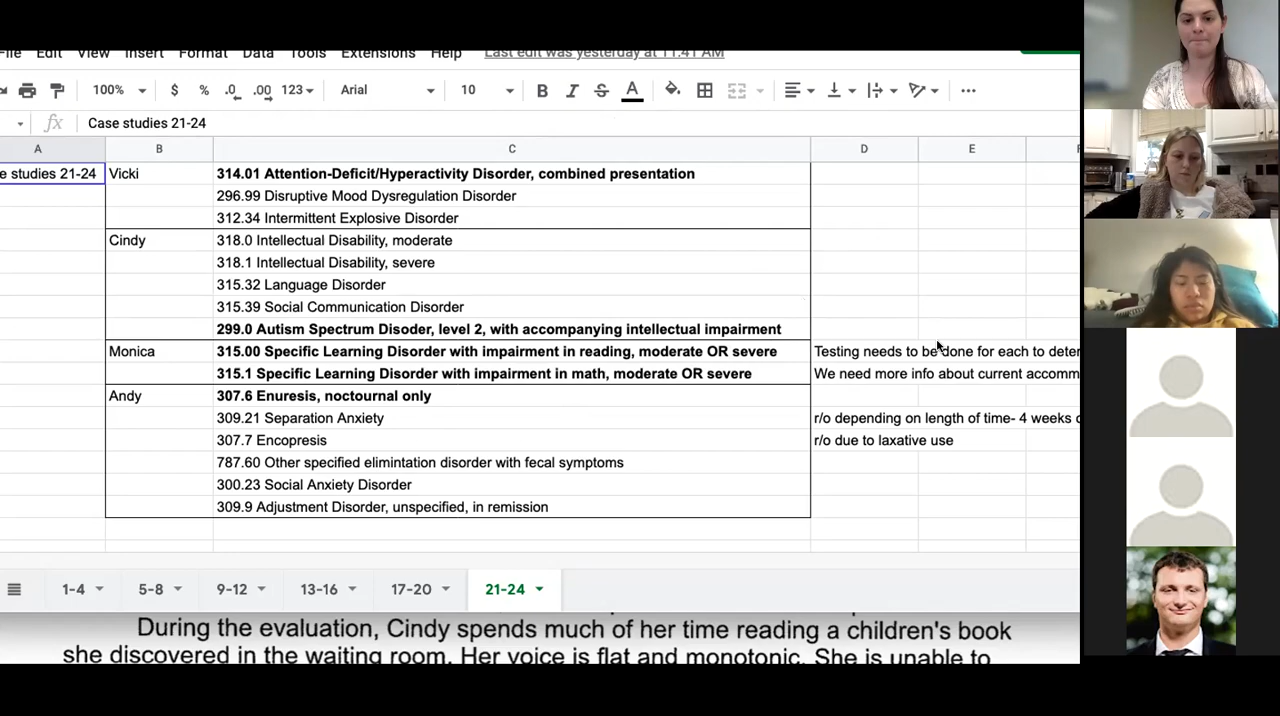 File Edit View Insert Format Data Tools Extensions Help Last edit was yesterday at 11:41 AM
100% $ % .0 .00 123 Arial 10 B I S A
fx Case studies 21-24
A B C D E
studies 21-24 Vicki 314.01 Attention-Deficit/Hyperactivity Disorder, combined presentation
296.99 Disruptive Mood Dysregulation Disorder
312.34 Intermittent Explosive Disorder
Cindy 318.0 Intellectual Disability, moderate
318.1 Intellectual Disability, severe
315.32 Language Disorder
315.39 Social Communication Disorder
299.0 Autism Spectrum Disoder, level 2, with accompanying intellectual impairment
Monica 315.00 Specific Learning Disorder with impairment in reading, moderate OR severe Testing needs to be done for each to
315.1 Specific Learning Disorder with impairment in math, moderate OR severe We need more info about current
Andy 307.6 Enuresis, noctournal only
309.21 Separation Anxiety r/o depending on length of time- 4 weeks
307.7 Encopresis r/o due to laxative use
787.60 Other specified elimintation disorder with fecal symptoms
300.23 Social Anxiety Disorder
309.9 Adjustment Disorder, unspecified, in remission
1-4 5-8 9-12 13-16 17-20 21-24
During the evaluation, Cindy spends much of her time reading a children's book
she discovered in the waiting room. Her voice is flat and monotonic. She is unable to